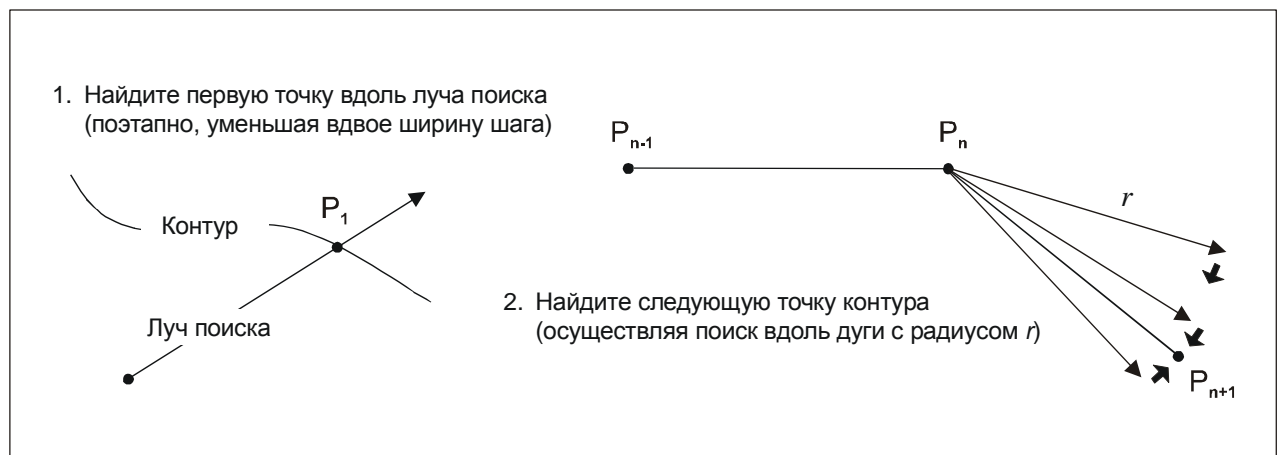 1. Найдите первую точку вдоль луча поиска
(поэтапно, уменьшая вдвое ширину шага)
P1
Контур
Луч поиска
Pn-1
Pn
r
2. Найдите следующую точку контура
(осуществляя поиск вдоль дуги с радиусом r)
Pn+1